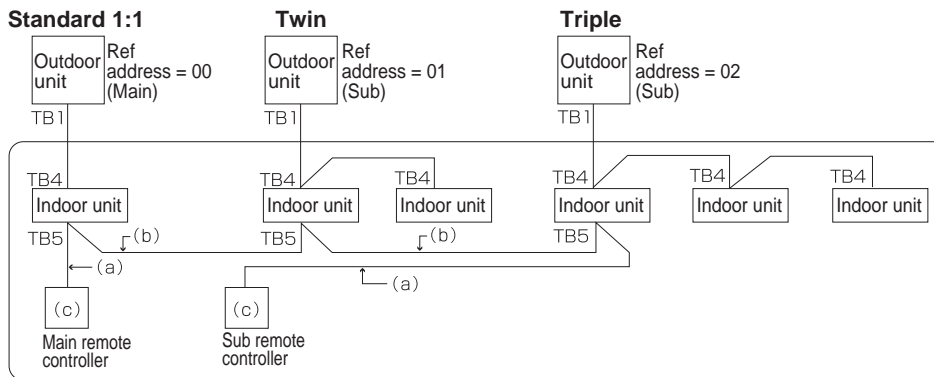 Standard 1:1
Twin
Triple
Outdoor
unit
Ref
address = 00
(Main)
Outdoor
unit
Ref
address = 01
(Sub)
Outdoor
unit
Ref
address = 02
(Sub)
TB1
TB1
TB1
TB4
TB4
TB4
TB4
TB4
TB4
Indoor unit
Indoor unit
Indoor unit
Indoor unit
Indoor unit
Indoor unit
TB5
(b)
TB5
(b)
TB5
(a)
(a)
(c)
(c)
Main remote
controller
Sub remote
controller